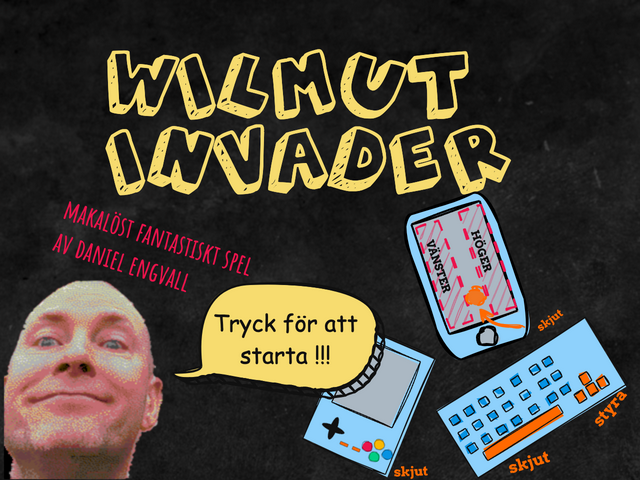 WILMUT
INVADER
MAKALÖST FANTASTISKT SPEL
AV DANIEL ENGVALL
Tryck för att
starta !!!
VÄNSTER
HÖGER
skjut
styra
skjut
skjut